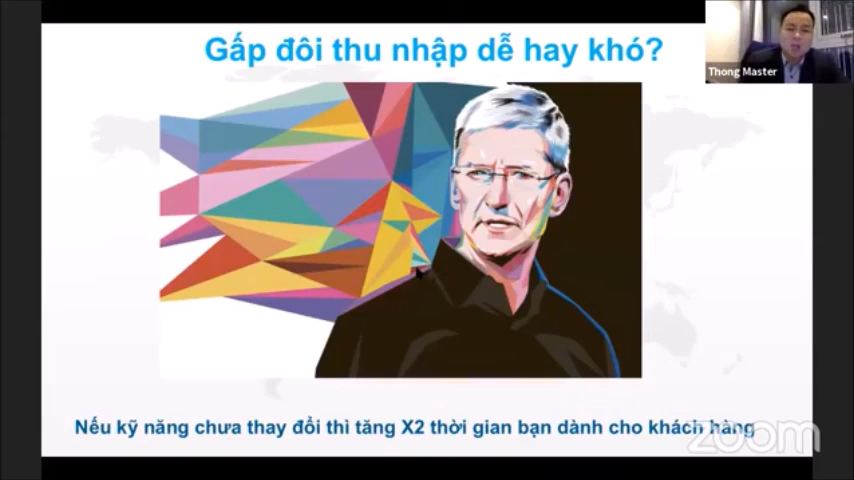 Gấp đôi thu nhập dễ hay khó?
Thong Master
Nếu kỹ năng chưa thay đổi thì tăng X2 thời gian bạn dành cho khách hàng
zoom